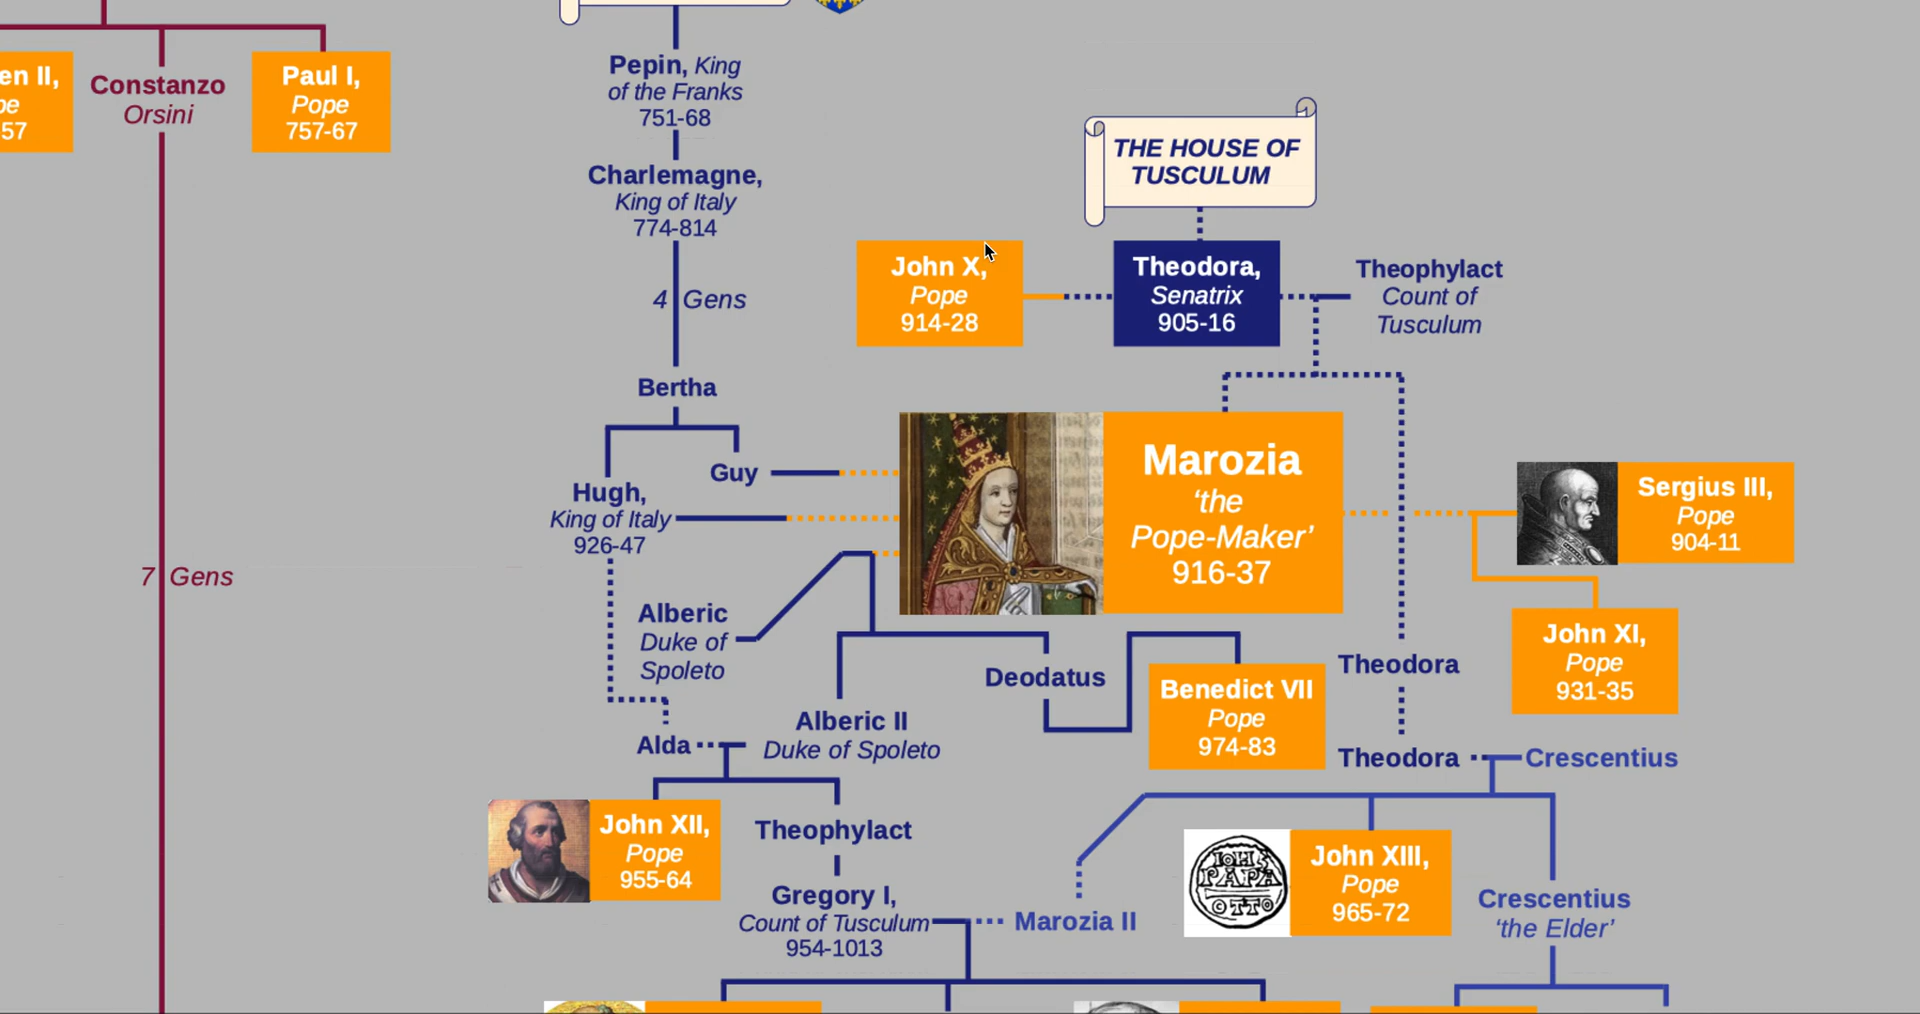 en II,
pe
57
Constanzo
Orsini
Paul I,
Pope
757-67
Pepin, King
of the Franks
751-68
Charlemagne,
King of Italy
774-814
4 Gens
Bertha
Guy
Hugh,
King of Italy
926-47
7 Gens
THE HOUSE OF
TUSCULUM
John X,
Pope
914-28
Theodora,
Senatrix
905-16
Theophylact
Count of
Tusculum
Marozia
‘the
Pope-Maker’
916-37
Sergius III,
Pope
904-11
John XI,
Pope
931-35
Alberic
Duke of
Spoleto
Alberic II
Duke of Spoleto
Deodatus
Benedict VII
Pope
974-83
Theodora
Alda
Theodora
Crescentius
John XII,
Pope
955-64
Theophylact
Gregory I,
Count of Tusculum
954-1013
Marozia II
IOHS
PAPA
OTTO
John XIII,
Pope
965-72
Crescentius
‘the Elder’